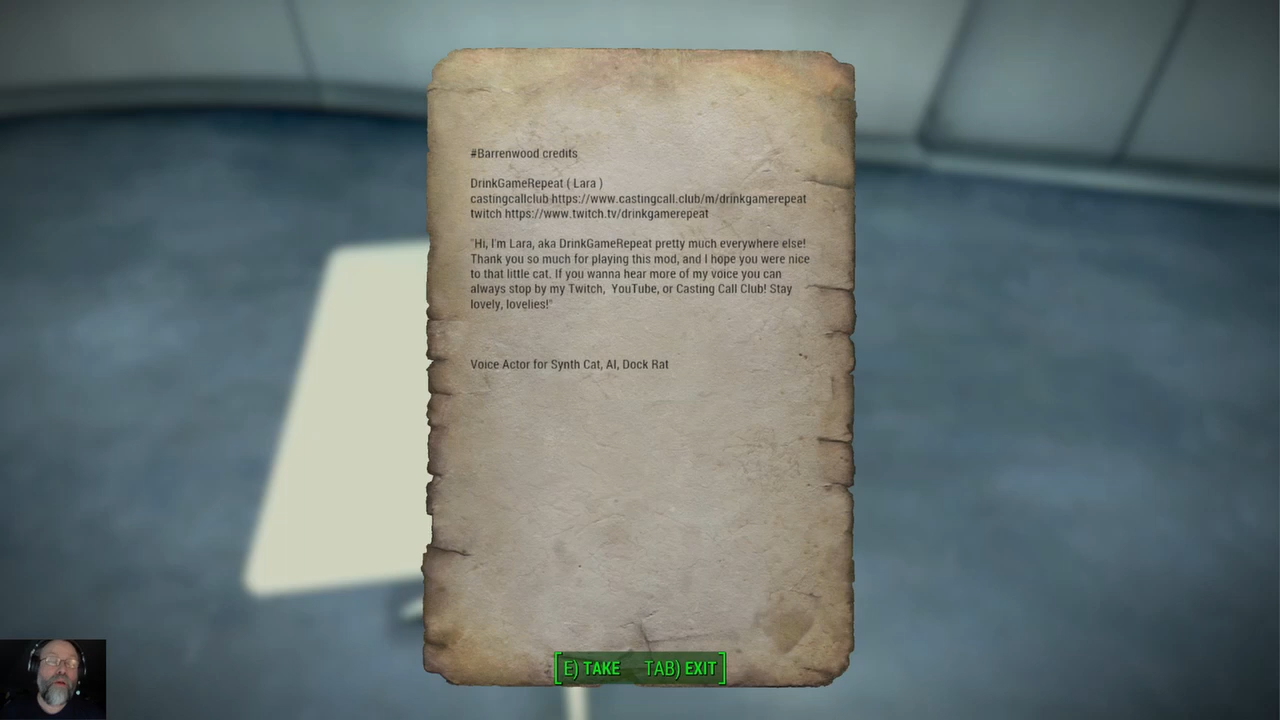 #Barrenwood credits
DrinkGameRepeat ( Lara )
castingcallclub https://www.castingcall.club/m/drinkgamerepeat
twitch https://www.twitch.tv/drinkgamerepeat
"Hi, I'm Lara, aka DrinkGameRepeat pretty much everywhere else!
Thank you so much for playing this mod, and I hope you were nice
to that little cat. If you wanna hear more of my voice you can
always stop by my Twitch,  YouTube, or Casting Call Club! Stay
lovely, lovelies!"
Voice Actor for Synth Cat, AI, Dock Rat
E) TAKE TAB) EXIT